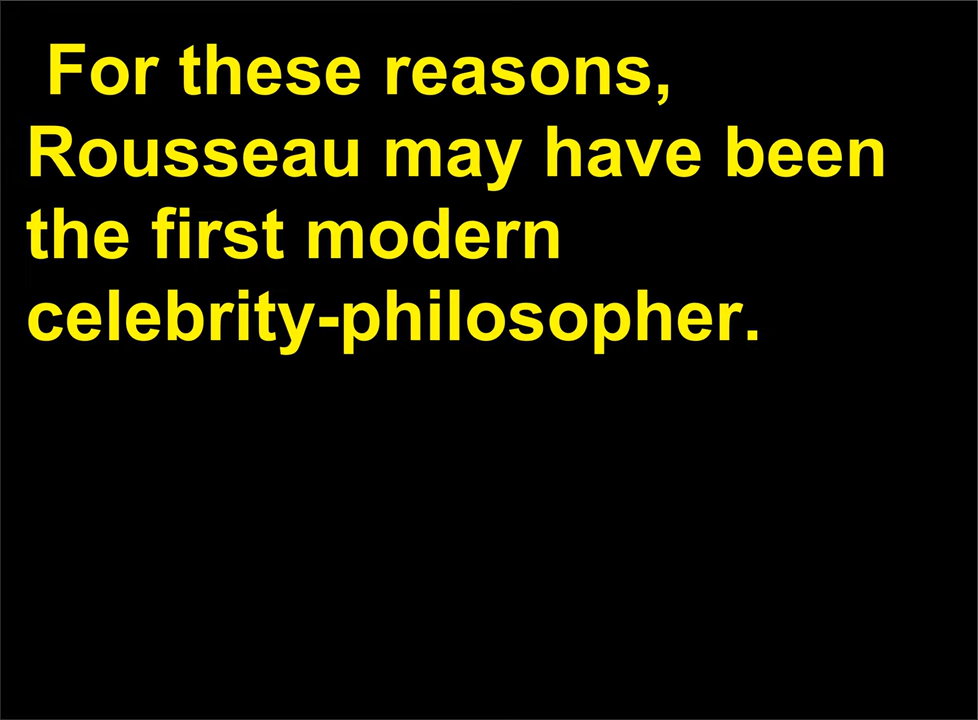 For these reasons,
Rousseau may have been
the first modern
celebrity-philosopher.